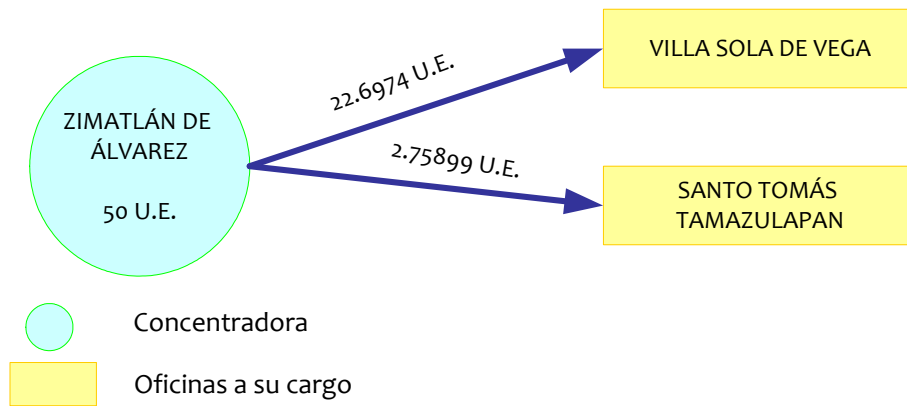 ZIMATLÁN DE
ÁLVAREZ
50 U.E.
22.6974 U.E.
VILLA SOLA DE VEGA
2.75899 U.E.
SANTO TOMÁS
TAMAZULAPAN
Concentradora
Oficinas a su cargo